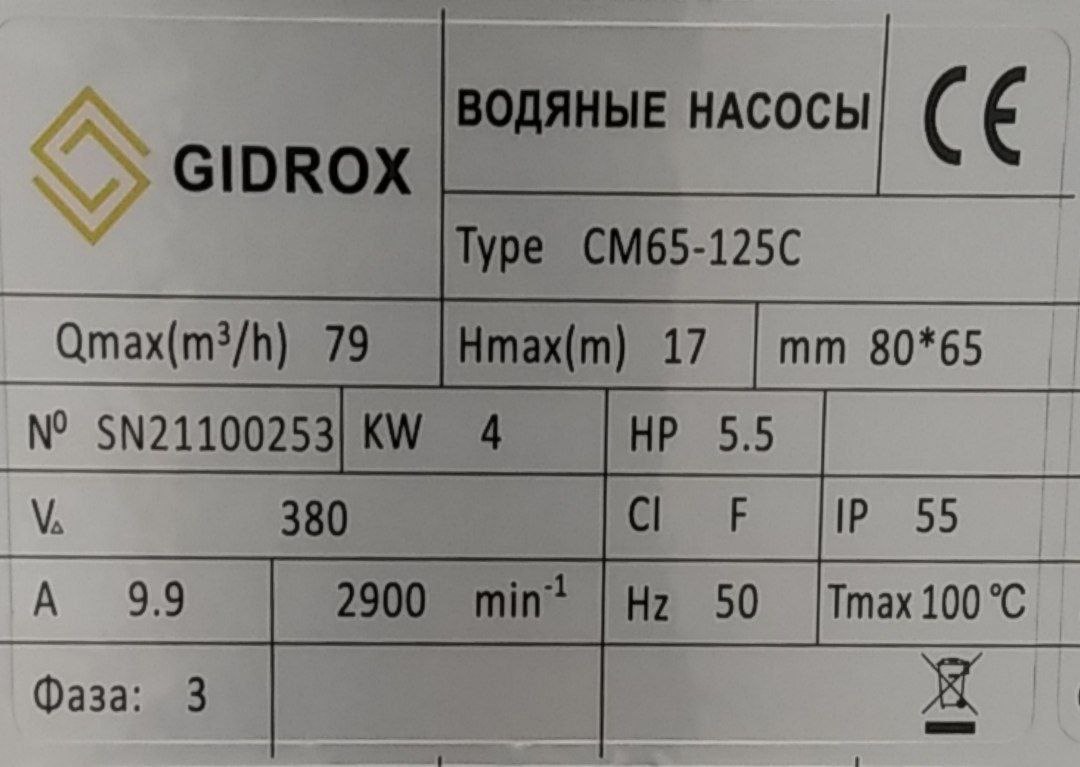 GIDROX
ВОДЯНЫЕ НАСОСЫ
CE
Type CM65-125C
Qmax(m³/h) 79 Hmax(m) 17 mm 80*65
Nº SN21100253 KW 4 HP 5.5
V△ 380 Cl F IP 55
A 9.9 2900 min⁻¹ Hz 50 Tmax 100 ℃
Фаза: 3